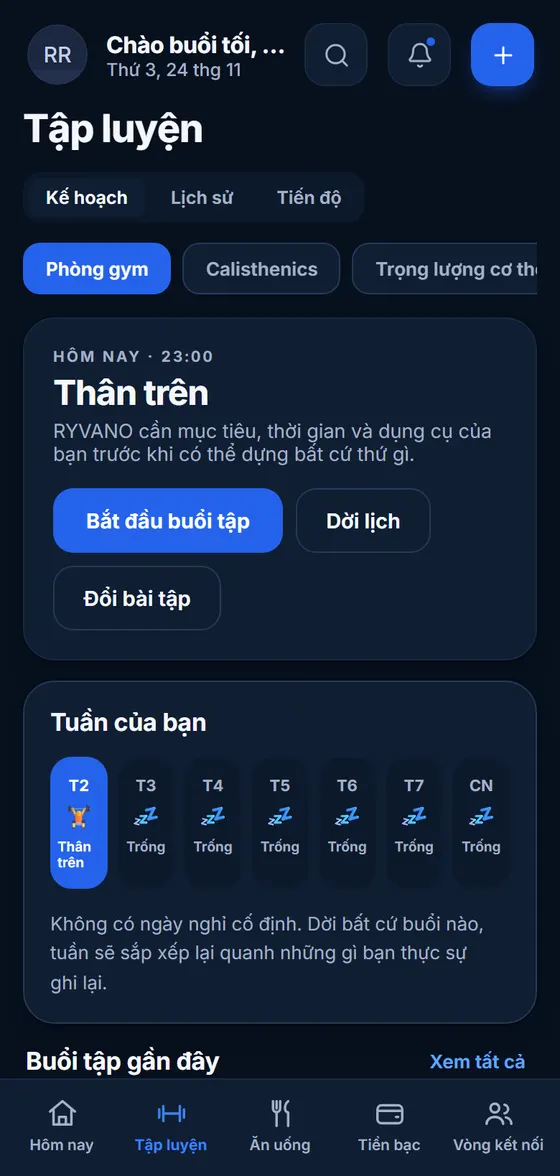 RR
Chào buổi tối, ...
Thứ 3, 24 thg 11
Tập luyện
Kế hoạch
Lịch sử
Tiến độ
Phòng gym
Calisthenics
Trọng lượng cơ
HÔM NAY · 23:00
Thân trên
RYVANO cần mục tiêu, thời gian và dụng cụ của
bạn trước khi có thể dựng bất cứ thứ gì.
Bắt đầu buổi tập
Dời lịch
Đổi bài tập
Tuần của bạn
T2
T3
T4
T5
T6
T7
CN
Thân
trên
Trống
Trống
Trống
Trống
Trống
Trống
Không có ngày nghỉ cố định. Dời bất cứ buổi nào,
tuần sẽ sắp xếp lại quanh những gì bạn thực sự
ghi lại.
Buổi tập gần đây
Xem tất cả
Hôm nay
Tập luyện
Ăn uống
Tiền bạc
Vòng kết nối